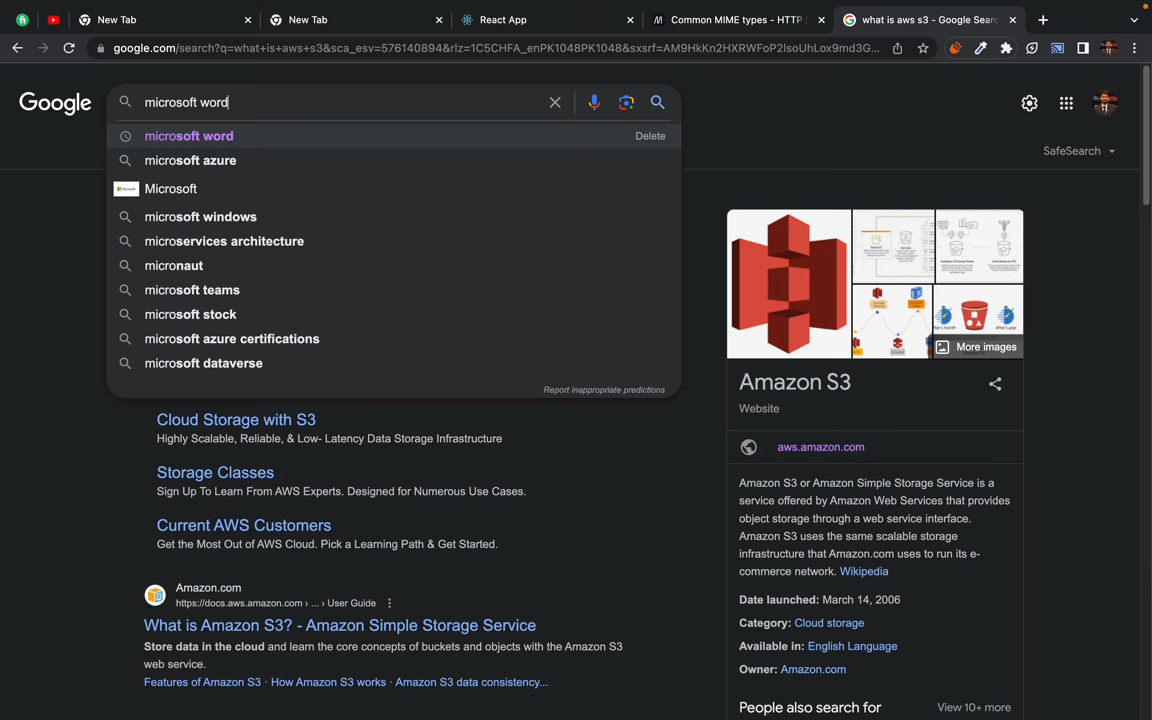 New Tab
New Tab
React App
Common MIME types - HTTP |
what is aws s3 - Google Searc
google.com/search?q=what+is+aws+s3&sca_esv=576140894&rlz=1C5CHFA_enPK1048PK1048&sxsrf=AM9HkKn2HXRWFoP2IsoUhLox9md3G...
Google
microsoft word
microsoft word
Delete
microsoft azure
Microsoft
microsoft windows
microservices architecture
micronaut
microsoft teams
microsoft stock
microsoft azure certifications
microsoft dataverse
Report inappropriate predictions
SafeSearch
Cloud Storage with S3
Highly Scalable, Reliable, & Low- Latency Data Storage Infrastructure
Storage Classes
Sign Up To Learn From AWS Experts. Designed for Numerous Use Cases.
Current AWS Customers
Get the Most Out of AWS Cloud. Pick a Learning Path & Get Started.
Amazon.com
https://docs.aws.amazon.com › ... › User Guide
What is Amazon S3? - Amazon Simple Storage Service
Store data in the cloud and learn the core concepts of buckets and objects with the Amazon S3
web service.
Features of Amazon S3 · How Amazon S3 works · Amazon S3 data consistency...
More images
Amazon S3
Website
aws.amazon.com
Amazon S3 or Amazon Simple Storage Service is a
service offered by Amazon Web Services that provides
object storage through a web service interface.
Amazon S3 uses the same scalable storage
infrastructure that Amazon.com uses to run its e-
commerce network. Wikipedia
Date launched: March 14, 2006
Category: Cloud storage
Available in: English Language
Owner: Amazon.com
People also search for
View 10+ more